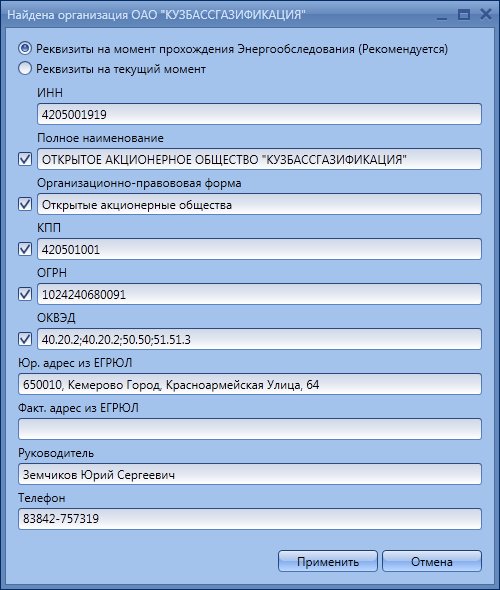 Найдена организация ОАО "КУЗБАССГАЗИФИКАЦИЯ"
Реквизиты на момент прохождения Энергообследования (Рекомендуется)
Реквизиты на текущий момент
ИНН
4205001919
Полное наименование
ОТКРЫТОЕ АКЦИОНЕРНОЕ ОБЩЕСТВО "КУЗБАССГАЗИФИКАЦИЯ"
Организационно-правововая форма
Открытые акционерные общества
КПП
420501001
ОГРН
1024240680091
ОКВЭД
40.20.2;40.20.2;50.50;51.51.3
Юр. адрес из ЕГРЮЛ
650010, Кемерово Город, Красноармейская Улица, 64
Факт. адрес из ЕГРЮЛ
Руководитель
Земчиков Юрий Сергеевич
Телефон
83842-757319
Применить Отмена